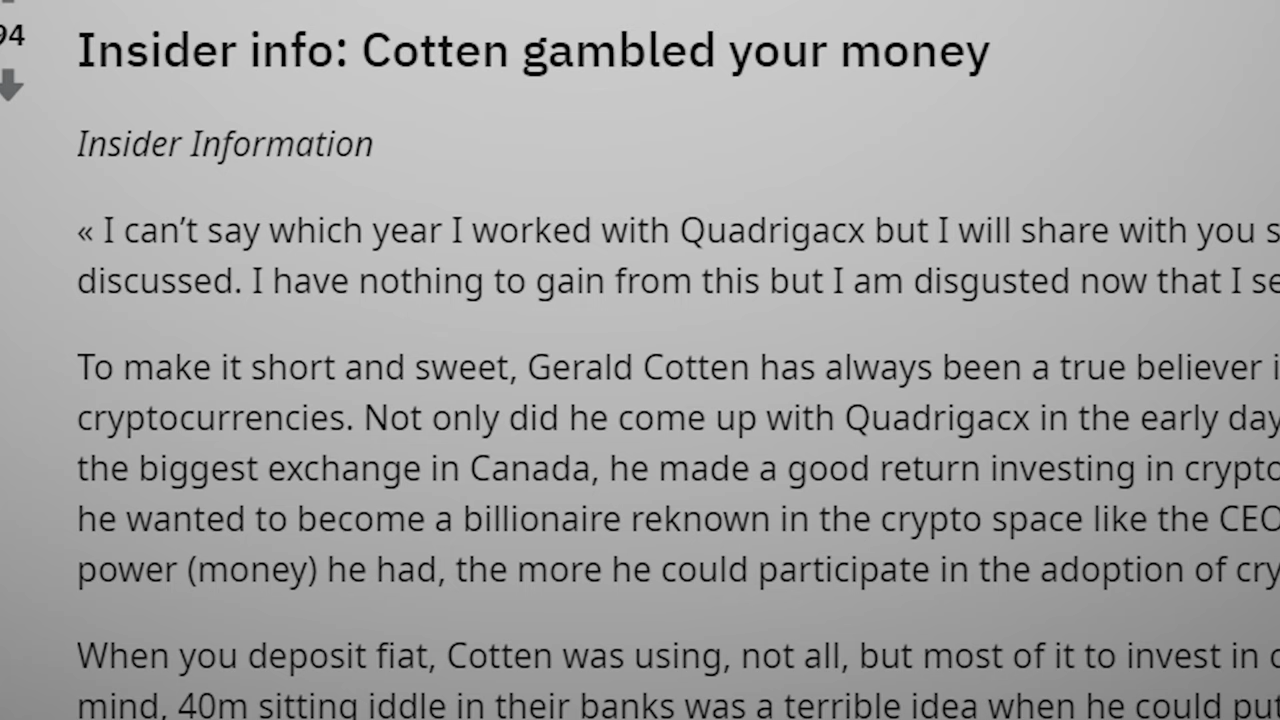 94
Insider info: Cotten gambled your money
Insider Information
« I can’t say which year I worked with Quadrigacx but I will share with you s
discussed. I have nothing to gain from this but I am disgusted now that I se
To make it short and sweet, Gerald Cotten has always been a true believer i
cryptocurrencies. Not only did he come up with Quadrigacx in the early day
the biggest exchange in Canada, he made a good return investing in crypto
he wanted to become a billionaire reknown in the crypto space like the CEO
power (money) he had, the more he could participate in the adoption of cry
When you deposit fiat, Cotten was using, not all, but most of it to invest in c
mind, 40m sitting iddle in their banks was a terrible idea when he could put